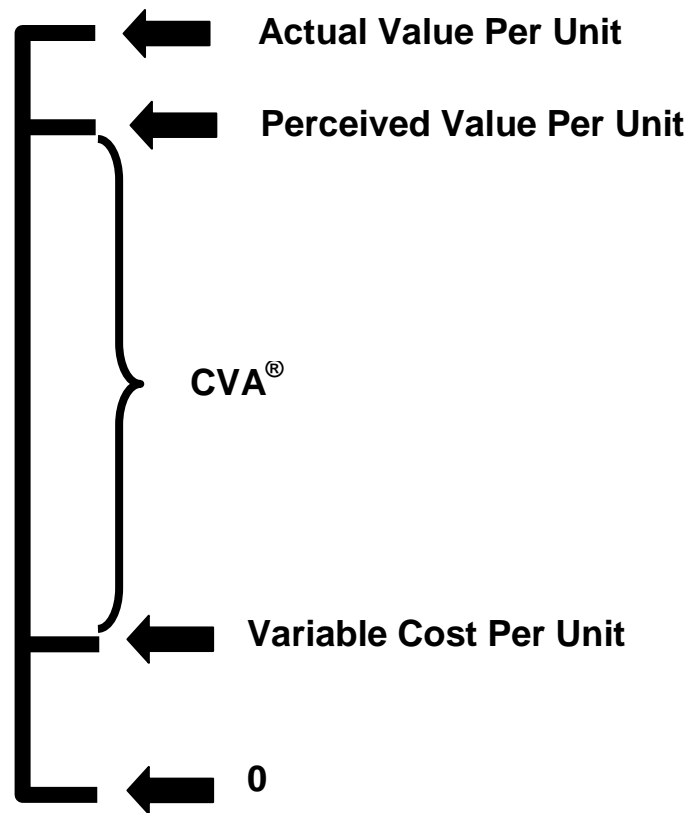 Actual Value Per Unit
Perceived Value Per Unit
CVA®
Variable Cost Per Unit
0